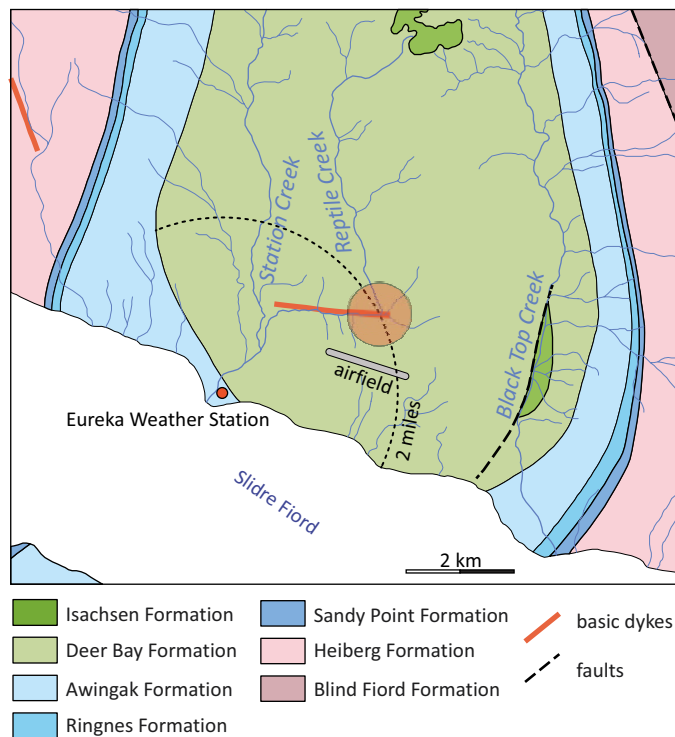 Station Creek
Reptile Creek
Black Top Creek
airfield
2 miles
Eureka Weather Station
Slidre Fiord
2 km
Isachsen Formation
Deer Bay Formation
Awingak Formation
Ringnes Formation
Sandy Point Formation
Heiberg Formation
Blind Fiord Formation
basic dykes
faults